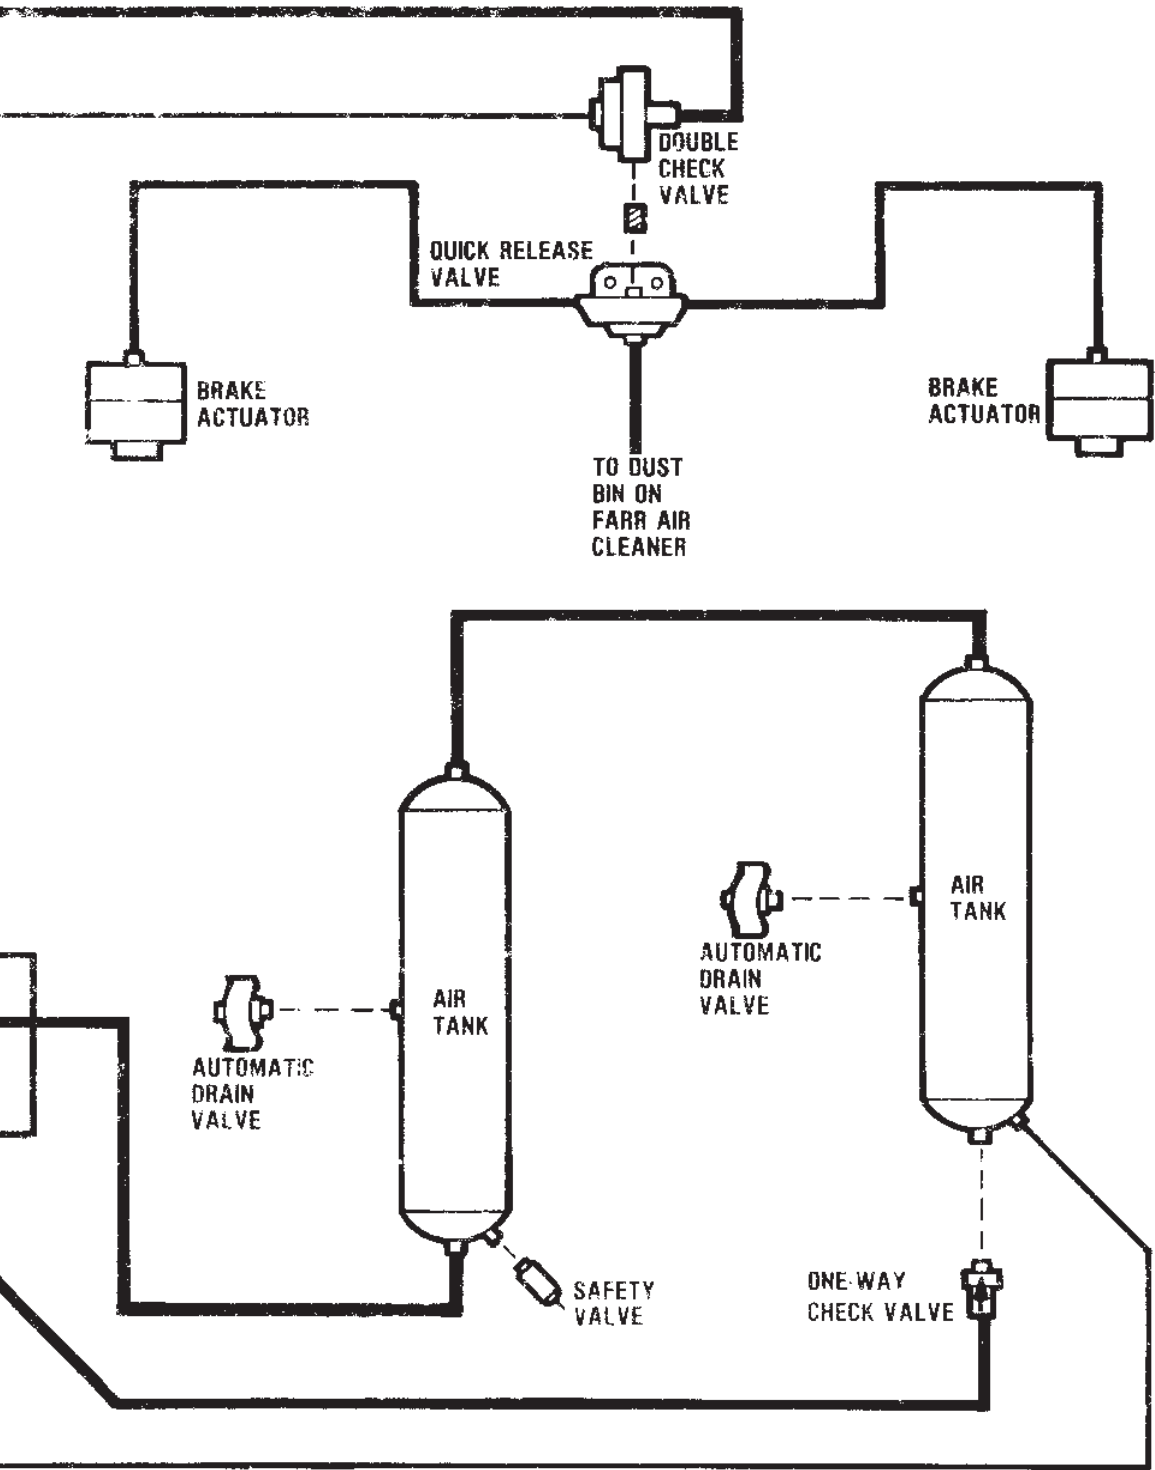 DOUBLE
CHECK
VALVE
QUICK RELEASE
VALVE
BRAKE
ACTUATOR
BRAKE
ACTUATOR
TO DUST
BIN ON
FARR AIR
CLEANER
AIR
TANK
AUTOMATIC
DRAIN
VALVE
AIR
TANK
AUTOMATIC
DRAIN
VALVE
SAFETY
VALVE
ONE-WAY
CHECK VALVE